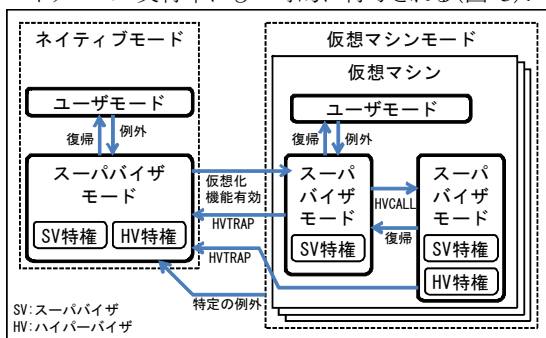 ネイティブモード
ユーザモード
復帰
例外
スーパバイザ
モード
SV特権
HV特権
仮想化
機能有効
HVTRAP
HVTRAP
特定の例外
SV:スーパバイザ
HV:ハイパーバイザ
仮想マシンモード
仮想マシン
ユーザモード
復帰
例外
スーパ
バイザ
モード
SV特権
HVCALL
復帰
スーパ
バイザ
モード
SV特権
HV特権